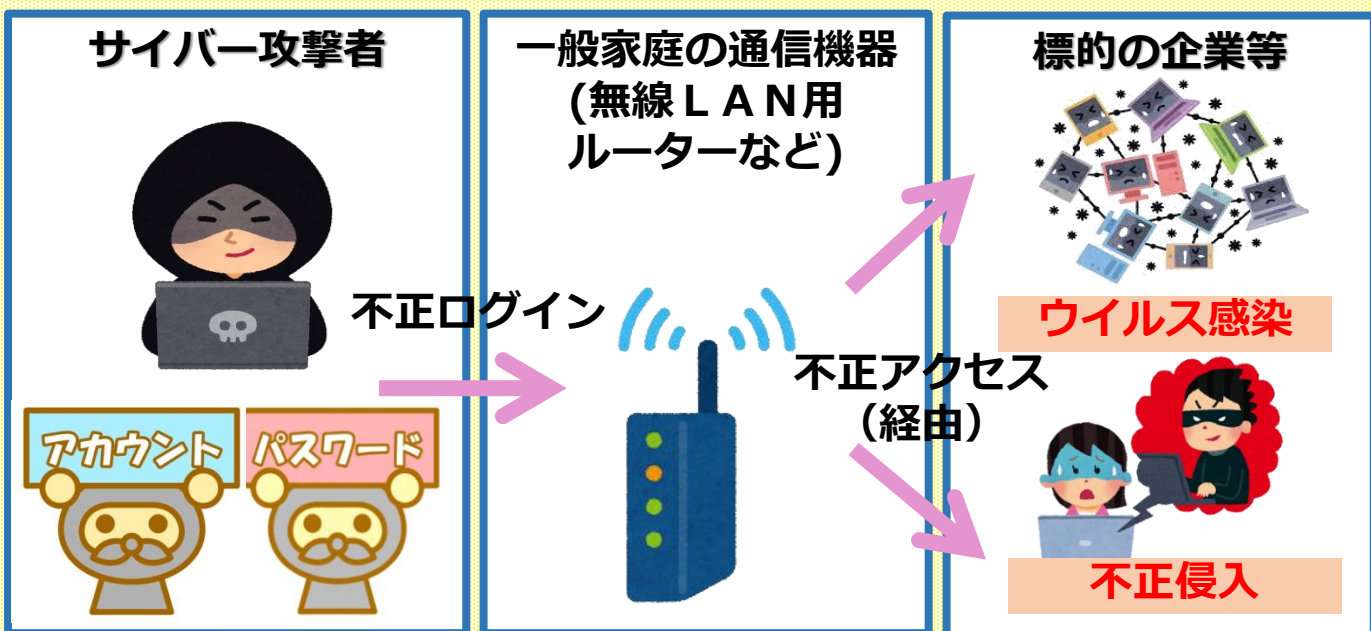 サイバー攻撃者
一般家庭の通信機器
(無線ＬＡＮ用
ルーターなど)
標的の企業等
不正ログイン
アカウント
パスワード
不正アクセス
（経由）
ウイルス感染
不正侵入